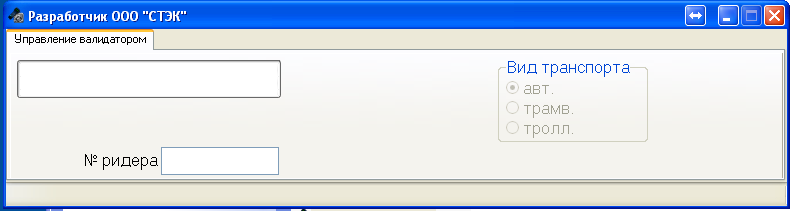 Разработчик ООО "СТЭК"
Управление валидатором
Вид транспорта
авт.
трамв.
тролл.
№ ридера